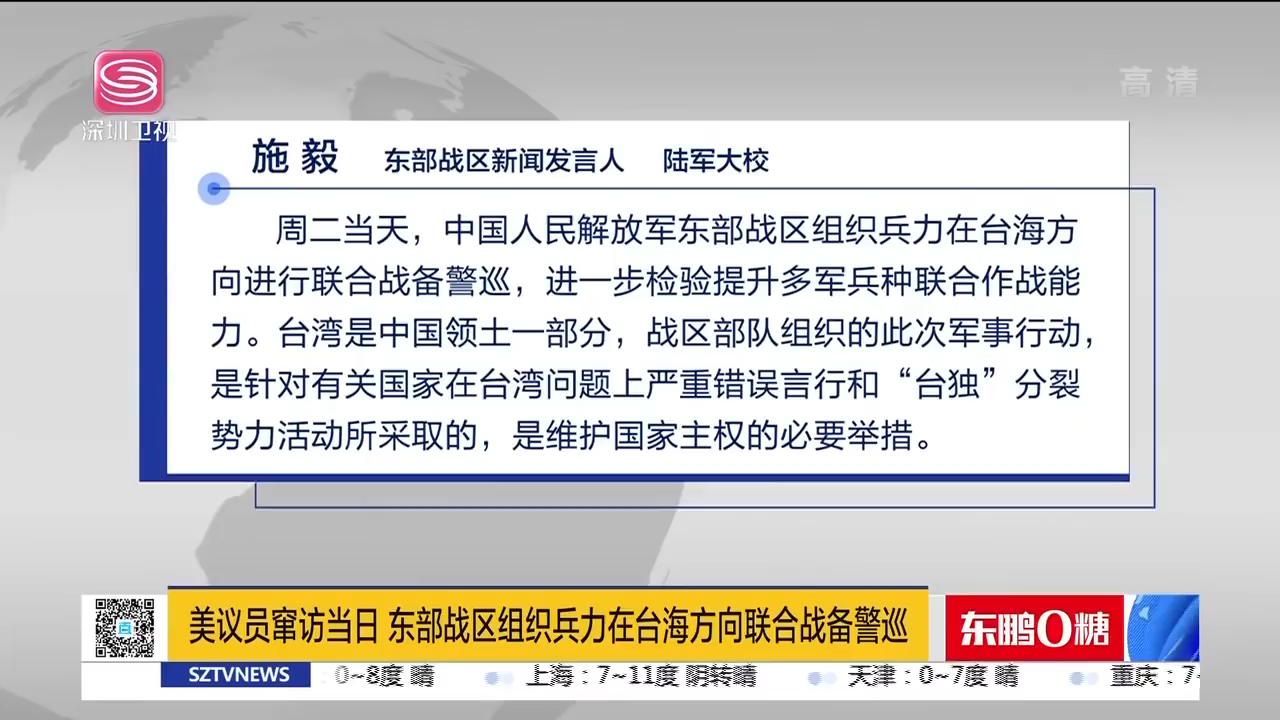 高清
深圳卫视
施毅 东部战区新闻发言人 陆军大校
周二当天，中国人民解放军东部战区组织兵力在台海方
向进行联合战备警巡，进一步检验提升多军兵种联合作战能
力。台湾是中国领土一部分，战区部队组织的此次军事行动，
是针对有关国家在台湾问题上严重错误言行和“台独”分裂
势力活动所采取的，是维护国家主权的必要举措。
美议员窜访当日 东部战区组织兵力在台海方向联合战备警巡
东鹏0糖
SZTVNEWS 0~8度 晴 上海：7~11度 阴转晴 天津：0~7度 晴 重庆：7